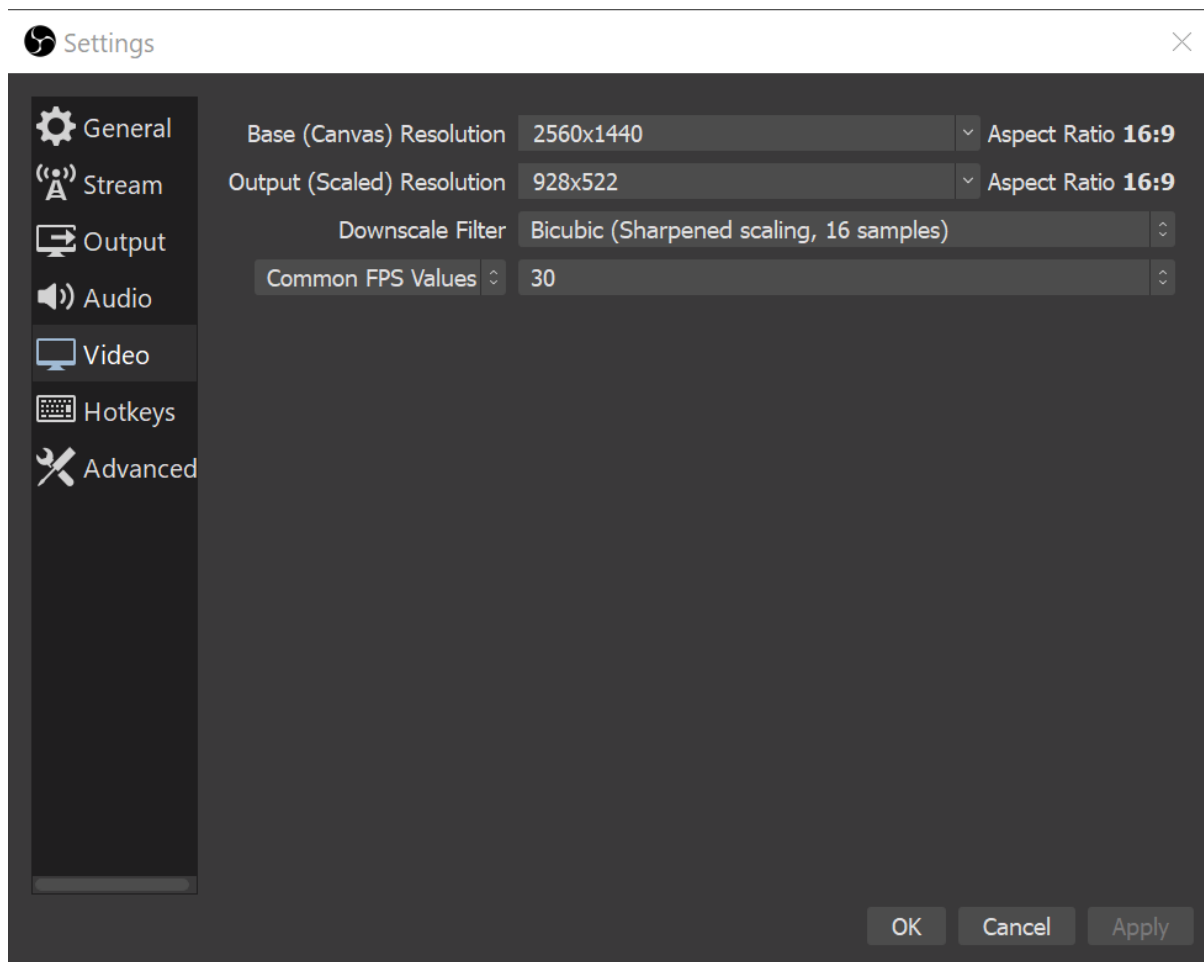 Settings
General
Stream
Output
Audio
Video
Hotkeys
Advanced
Base (Canvas) Resolution 2560x1440 Aspect Ratio 16:9
Output (Scaled) Resolution 928x522 Aspect Ratio 16:9
Downscale Filter Bicubic (Sharpened scaling, 16 samples)
Common FPS Values 30
OK Cancel Apply